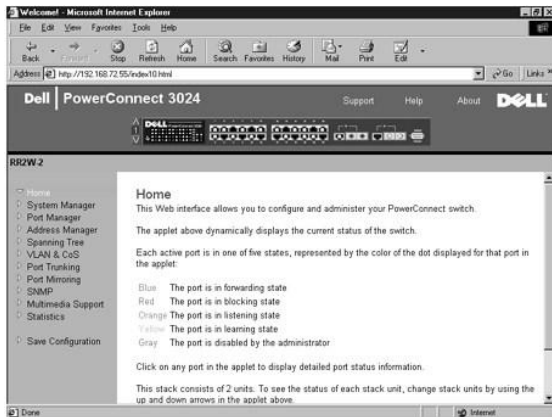 Welcome! - Microsoft Internet Explorer
File Edit View Favorites Tools Help
Back Forward Stop Refresh Home Search Favorites History Mail Print Edit
Address http://192.168.72.55/index10.html Go Links »
Dell | PowerConnect 3024 Support Help About DELL
DELL
RR2W-2
Home
System Manager
Port Manager
Address Manager
Spanning Tree
VLAN & CoS
Port Trunking
Port Mirroring
SNMP
Multimedia Support
Statistics
Save Configuration
Home
This Web interface allows you to configure and administer your PowerConnect switch.
The applet above dynamically displays the current status of the switch.
Each active port is in one of five states, represented by the color of the dot displayed for that port in
the applet:
Blue The port is in forwarding state
Red The port is in blocking state
Orange The port is in listening state
Yellow The port is in learning state
Gray The port is disabled by the administrator
Click on any port in the applet to display detailed port status information.
This stack consists of 2 units. To see the status of each stack unit, change stack units by using the
up and down arrows in the applet above.
Done Internet